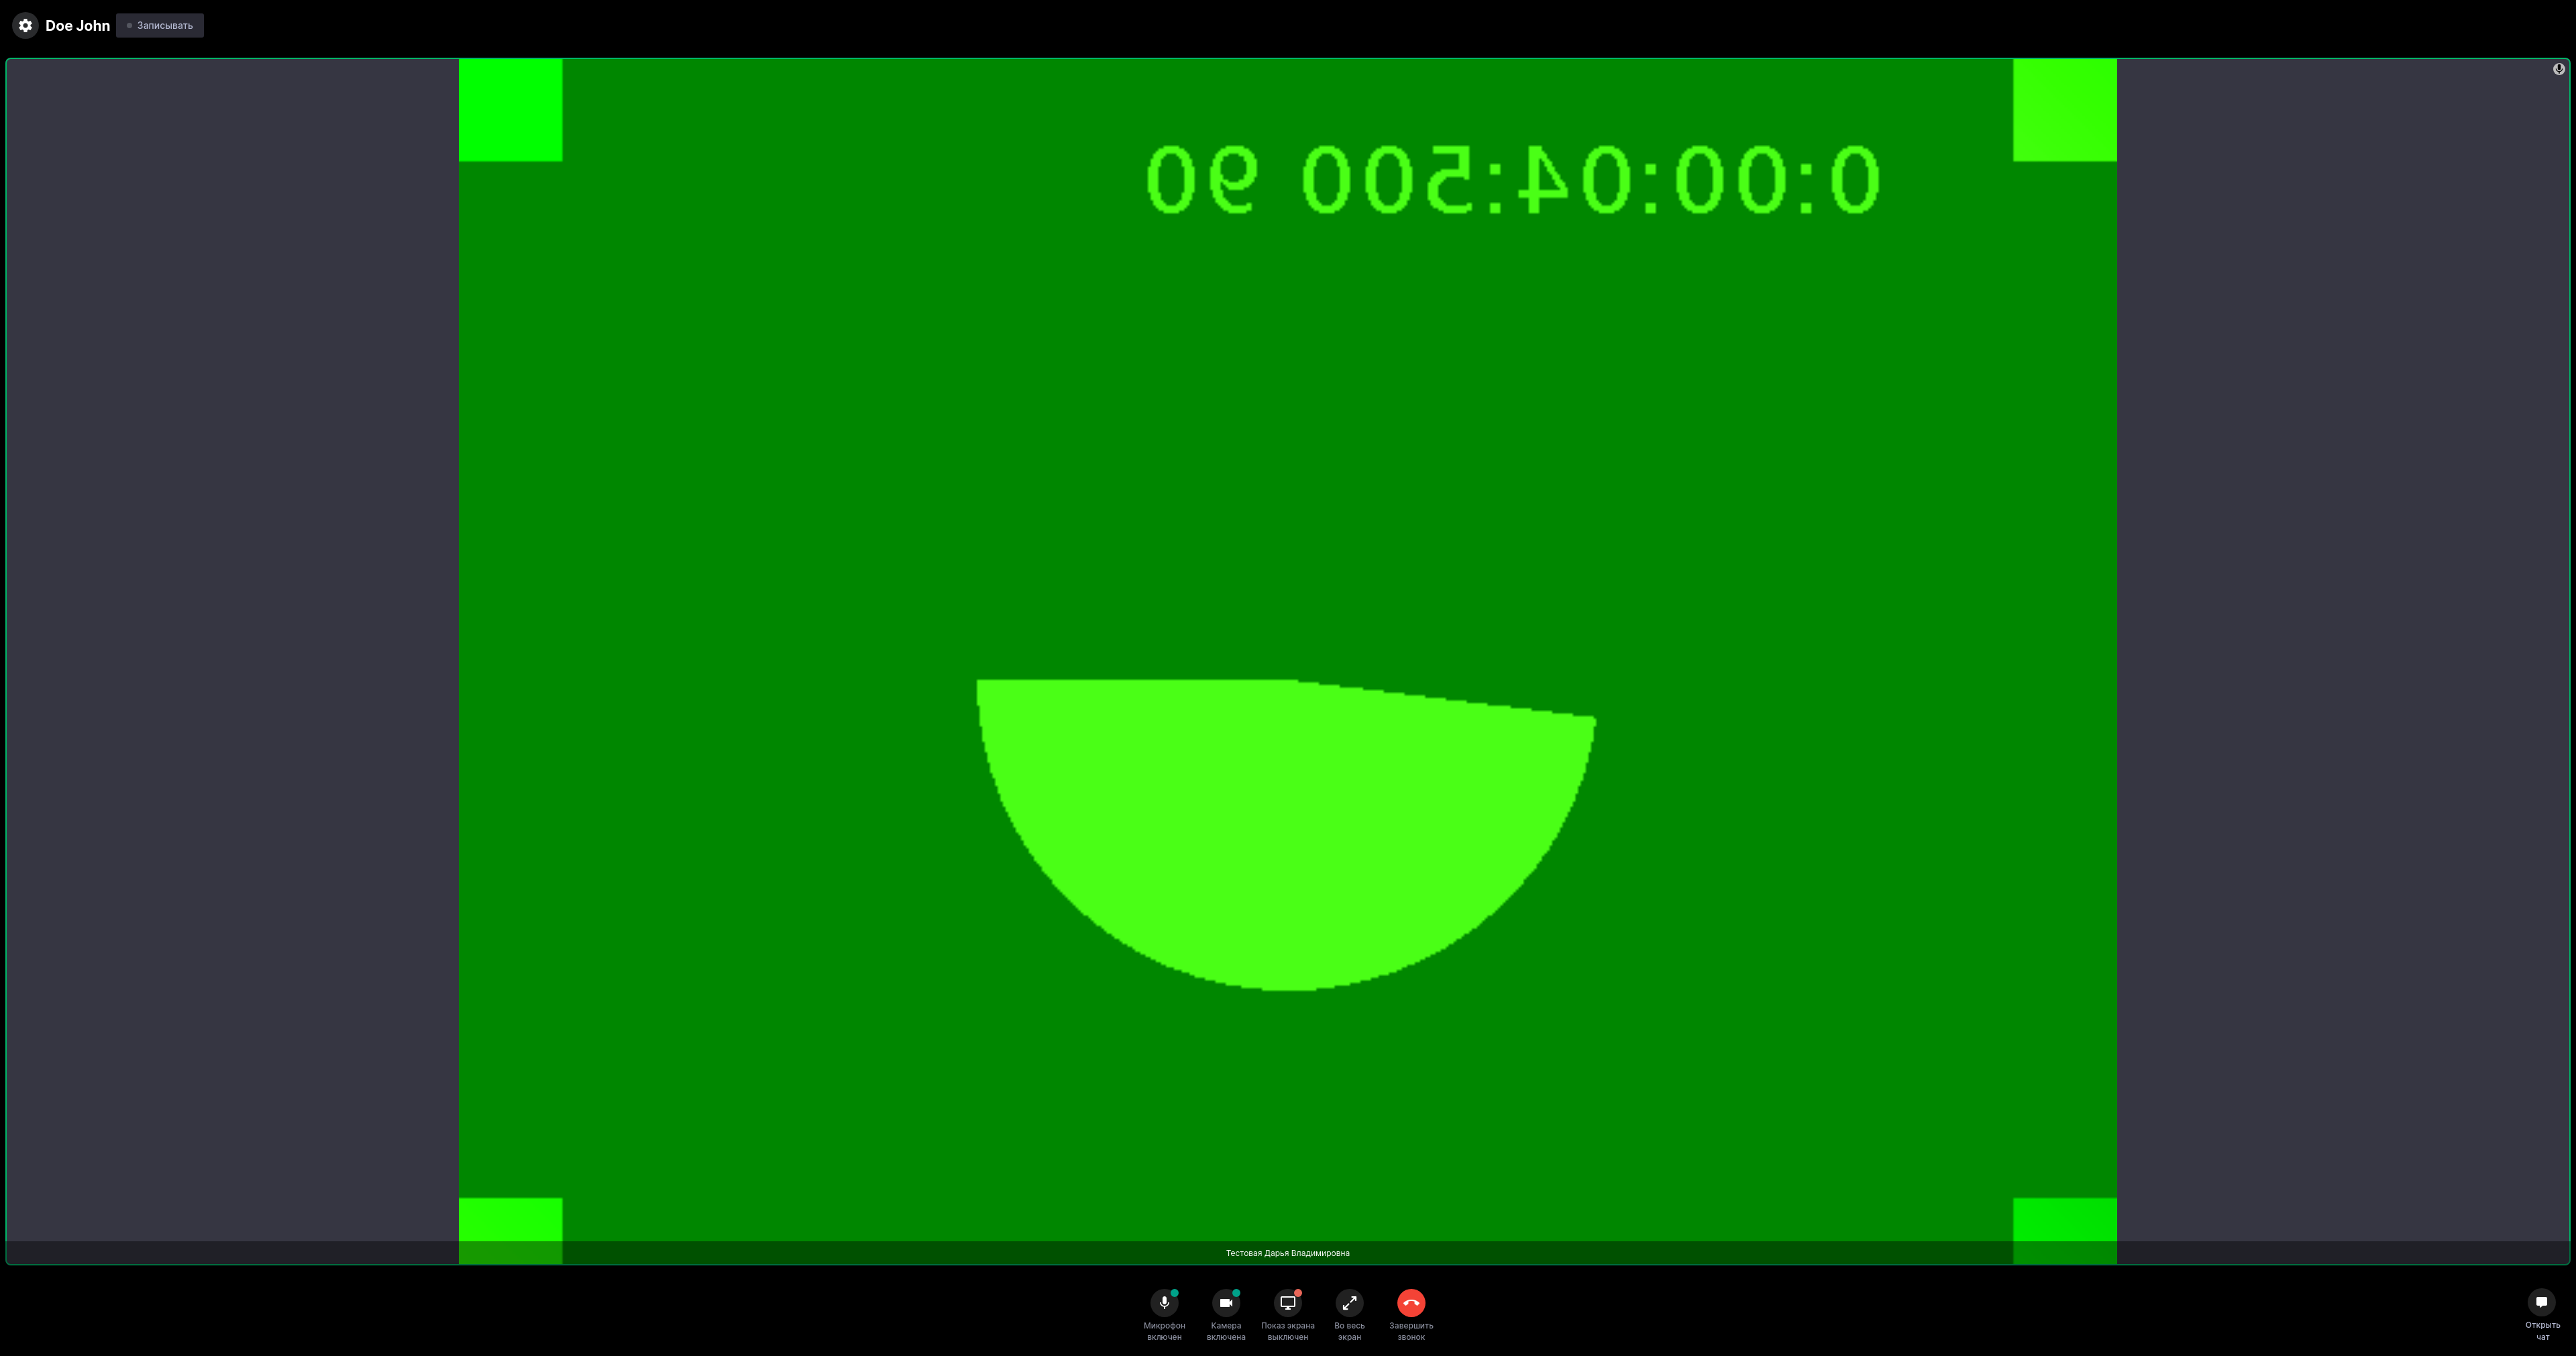 Doe John
Записывать
0:00:04:500 90
Тестовая Дарья Владимировна
Микрофон включен
Камера включена
Показ экрана выключен
Во весь экран
Завершить звонок
Открыть чат